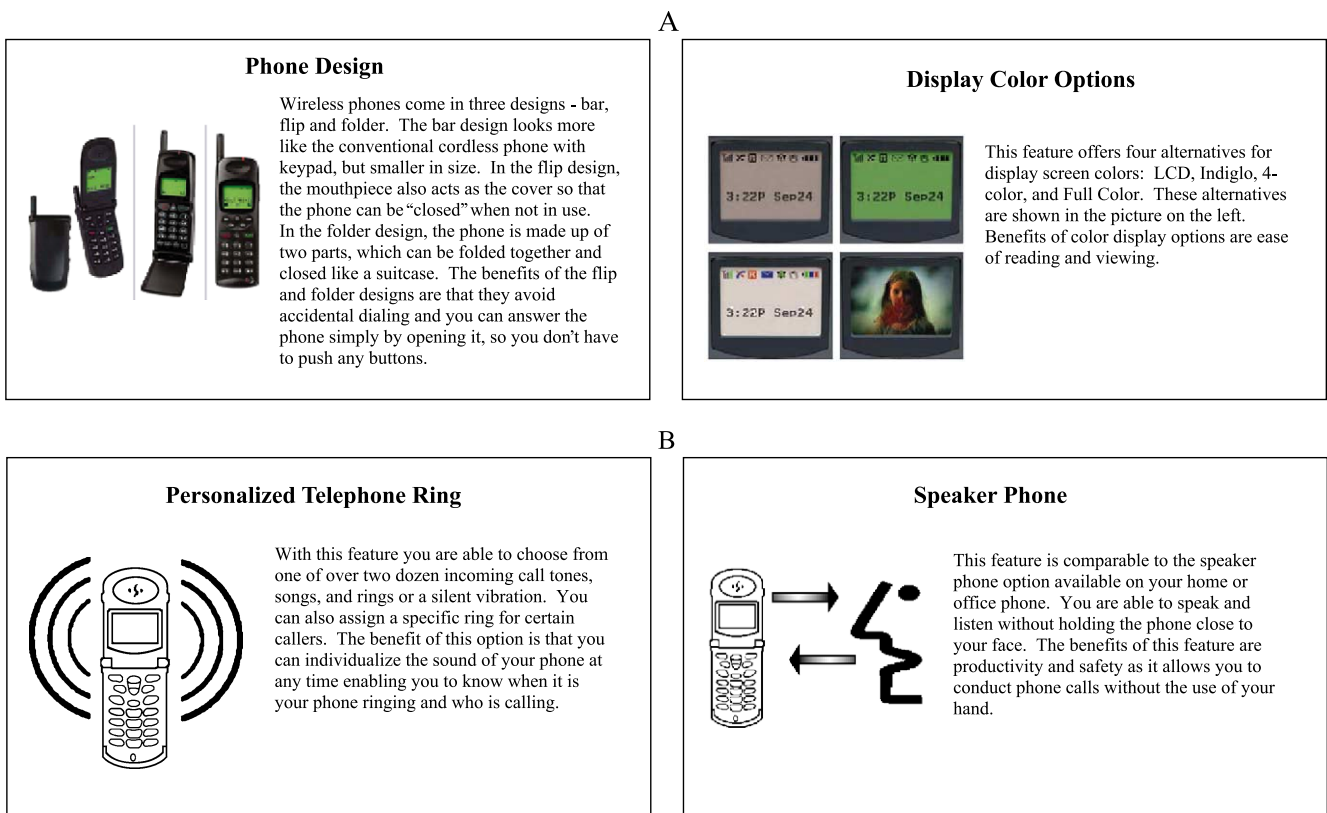 A
Phone Design
Wireless phones come in three designs - bar,
flip and folder. The bar design looks more
like the conventional cordless phone with
keypad, but smaller in size. In the flip design,
the mouthpiece also acts as the cover so that
the phone can be “closed” when not in use.
In the folder design, the phone is made up of
two parts, which can be folded together and
closed like a suitcase. The benefits of the flip
and folder designs are that they avoid
accidental dialing and you can answer the
phone simply by opening it, so you don’t have
to push any buttons.
Display Color Options
3:22P Sep24
3:22P Sep24
3:22P Sep24
This feature offers four alternatives for
display screen colors: LCD, Indiglo, 4-
color, and Full Color. These alternatives
are shown in the picture on the left.
Benefits of color display options are ease
of reading and viewing.
B
Personalized Telephone Ring
With this feature you are able to choose from
one of over two dozen incoming call tones,
songs, and rings or a silent vibration. You
can also assign a specific ring for certain
callers. The benefit of this option is that you
can individualize the sound of your phone at
any time enabling you to know when it is
your phone ringing and who is calling.
Speaker Phone
This feature is comparable to the speaker
phone option available on your home or
office phone. You are able to speak and
listen without holding the phone close to
your face. The benefits of this feature are
productivity and safety as it allows you to
conduct phone calls without the use of your
hand.